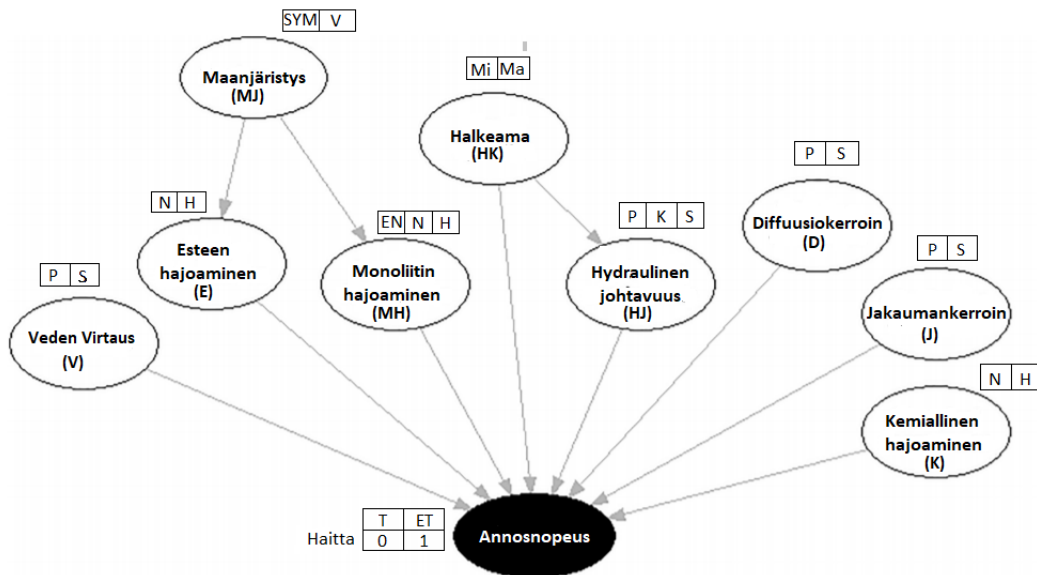 SYM V
Maanjäristys
(MJ)
Mi Ma
Halkeama
(HK)
P S
Diffuusiokerroin
(D)
N H
Esteen
hajoaminen
(E)
EN N H
Monoliitin
hajoaminen
(MH)
P K S
Hydraulinen
johtavuus
(HJ)
P S
Jakaumankerroin
(J)
P S
Veden Virtaus
(V)
N H
Kemiallinen
hajoaminen
(K)
T ET
Haitta 0 1
Annosnopeus